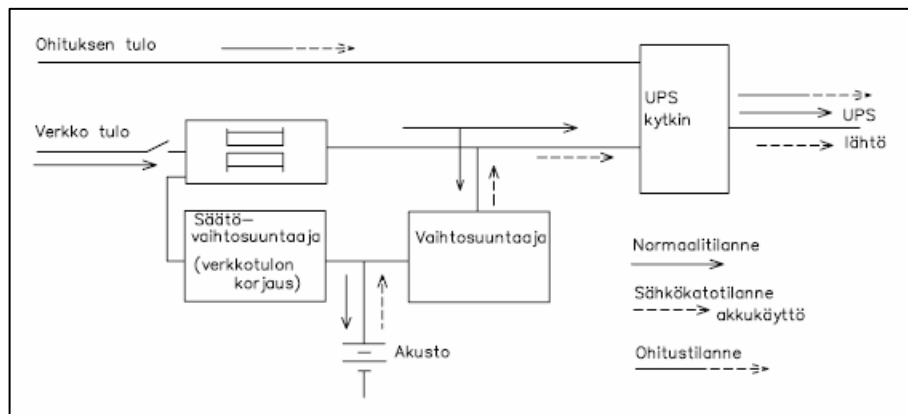 Ohituksen tulo
UPS
kytkin
UPS
lähtö
Verkko tulo
Säätö-
vaihtosuuntaaja
(verkkotulon
korjaus)
Vaihtosuuntaaja
Akusto
Normaalitilanne
Sähkökatotilanne
akkukäyttö
Ohitustilanne